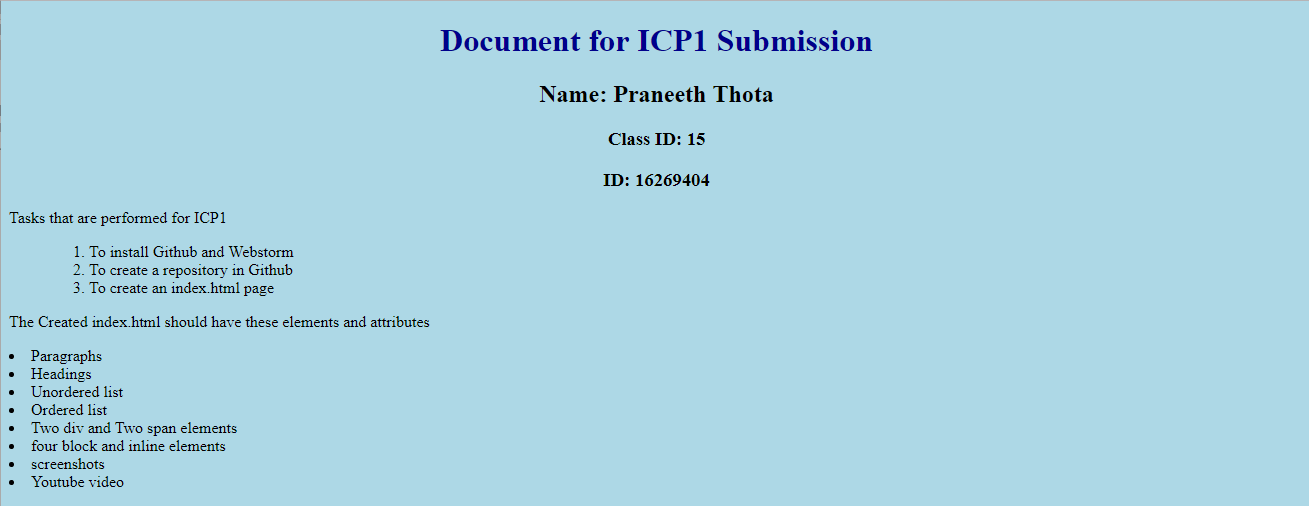 Document for ICP1 Submission
Name: Praneeth Thota
Class ID: 15
ID: 16269404
Tasks that are performed for ICP1
1. To install Github and Webstorm
2. To create a repository in Github
3. To create an index.html page
The Created index.html should have these elements and attributes
• Paragraphs
• Headings
• Unordered list
• Ordered list
• Two div and Two span elements
• four block and inline elements
• screenshots
• Youtube video